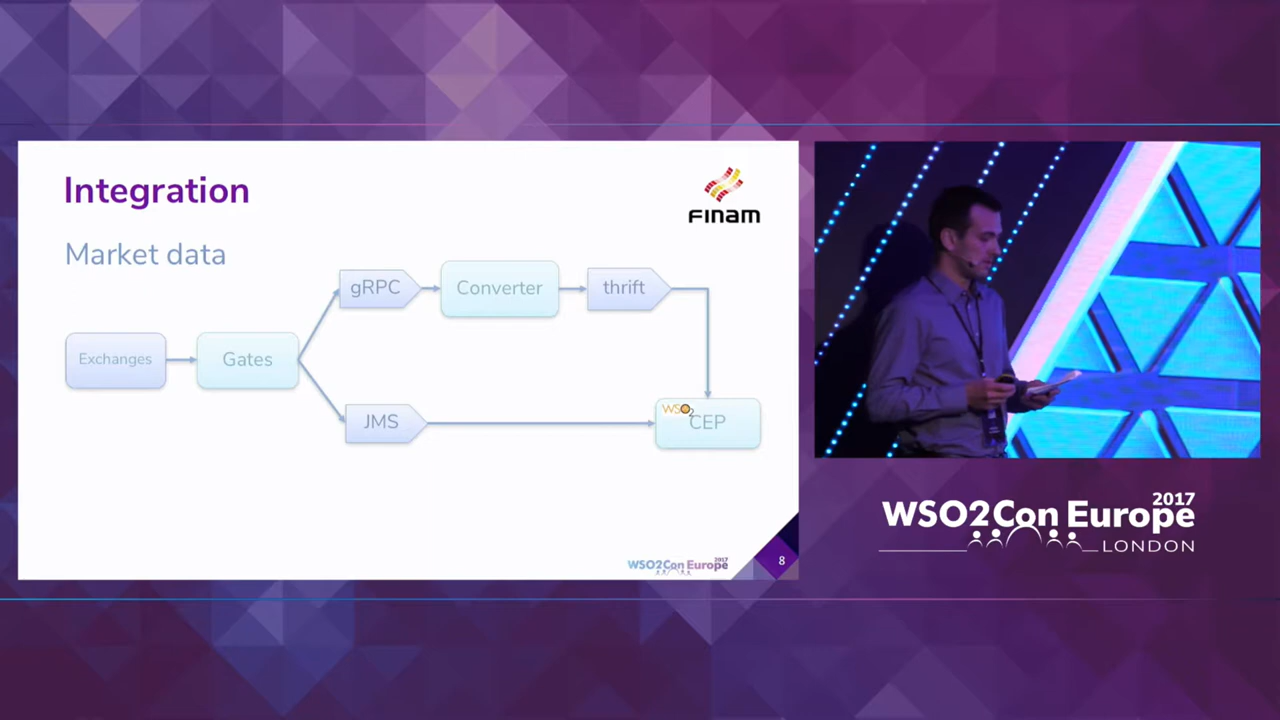 Integration
FINAM
Market data
gRPC
Converter
thrift
Exchanges
Gates
JMS
WSO2
CEP
WSO2Con Europe 2017
8
WSO2Con Europe 2017
LONDON